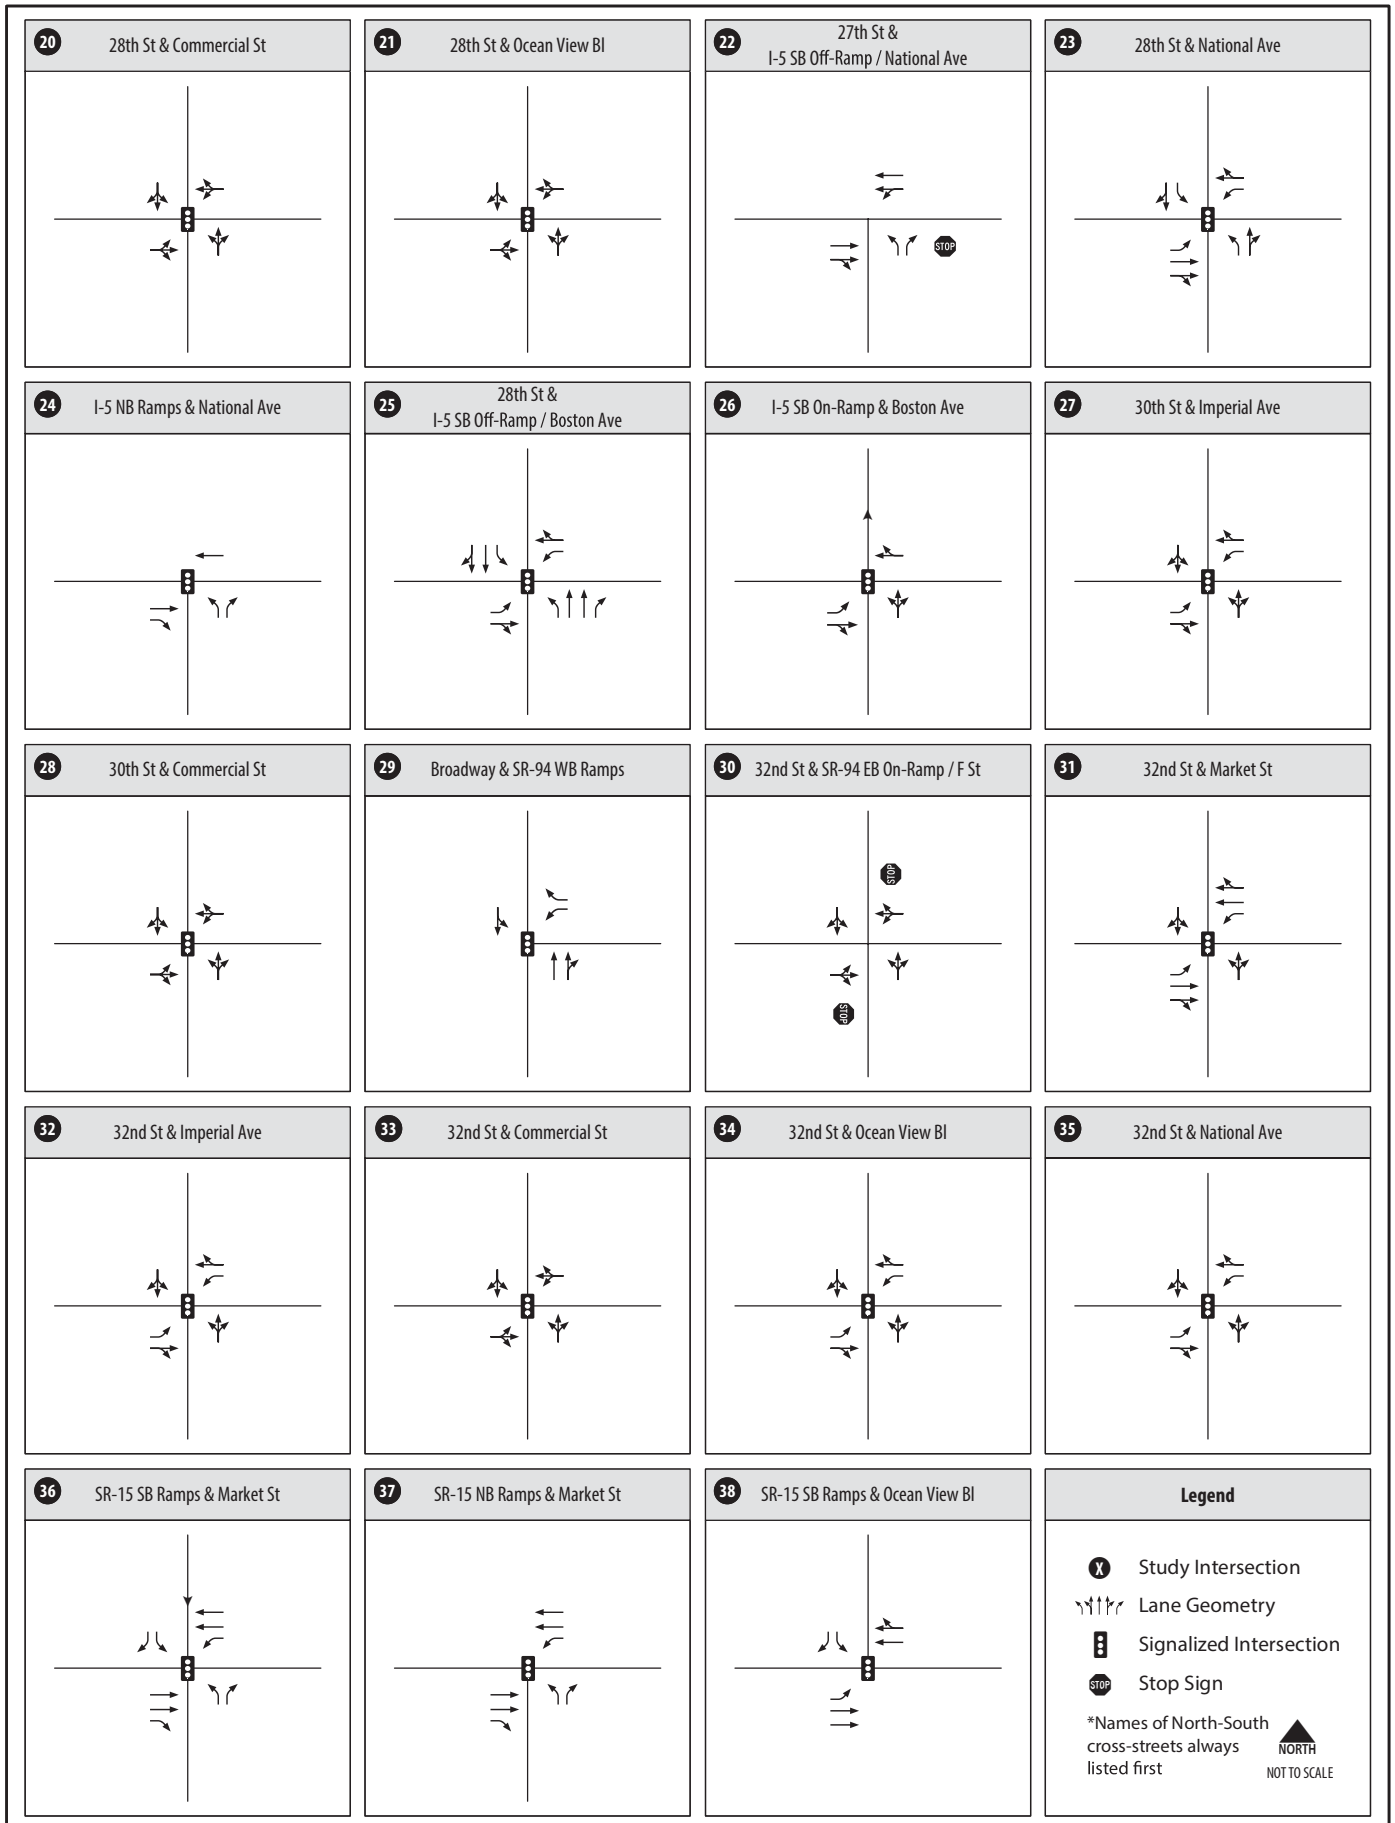 20 28th St & Commercial St
21 28th St & Ocean View Bl
22 27th St &
I-5 SB Off-Ramp / National Ave
23 28th St & National Ave
STOP
24 I-5 NB Ramps & National Ave
25 28th St &
I-5 SB Off-Ramp / Boston Ave
26 I-5 SB On-Ramp & Boston Ave
27 30th St & Imperial Ave
28 30th St & Commercial St
29 Broadway & SR-94 WB Ramps
30 32nd St & SR-94 EB On-Ramp / F St
31 32nd St & Market St
STOP
STOP
32 32nd St & Imperial Ave
33 32nd St & Commercial St
34 32nd St & Ocean View Bl
35 32nd St & National Ave
36 SR-15 SB Ramps & Market St
37 SR-15 NB Ramps & Market St
38 SR-15 SB Ramps & Ocean View Bl
Legend
X Study Intersection
Lane Geometry
Signalized Intersection
STOP Stop Sign
*Names of North-South
cross-streets always
listed first
NORTH
NOT TO SCALE